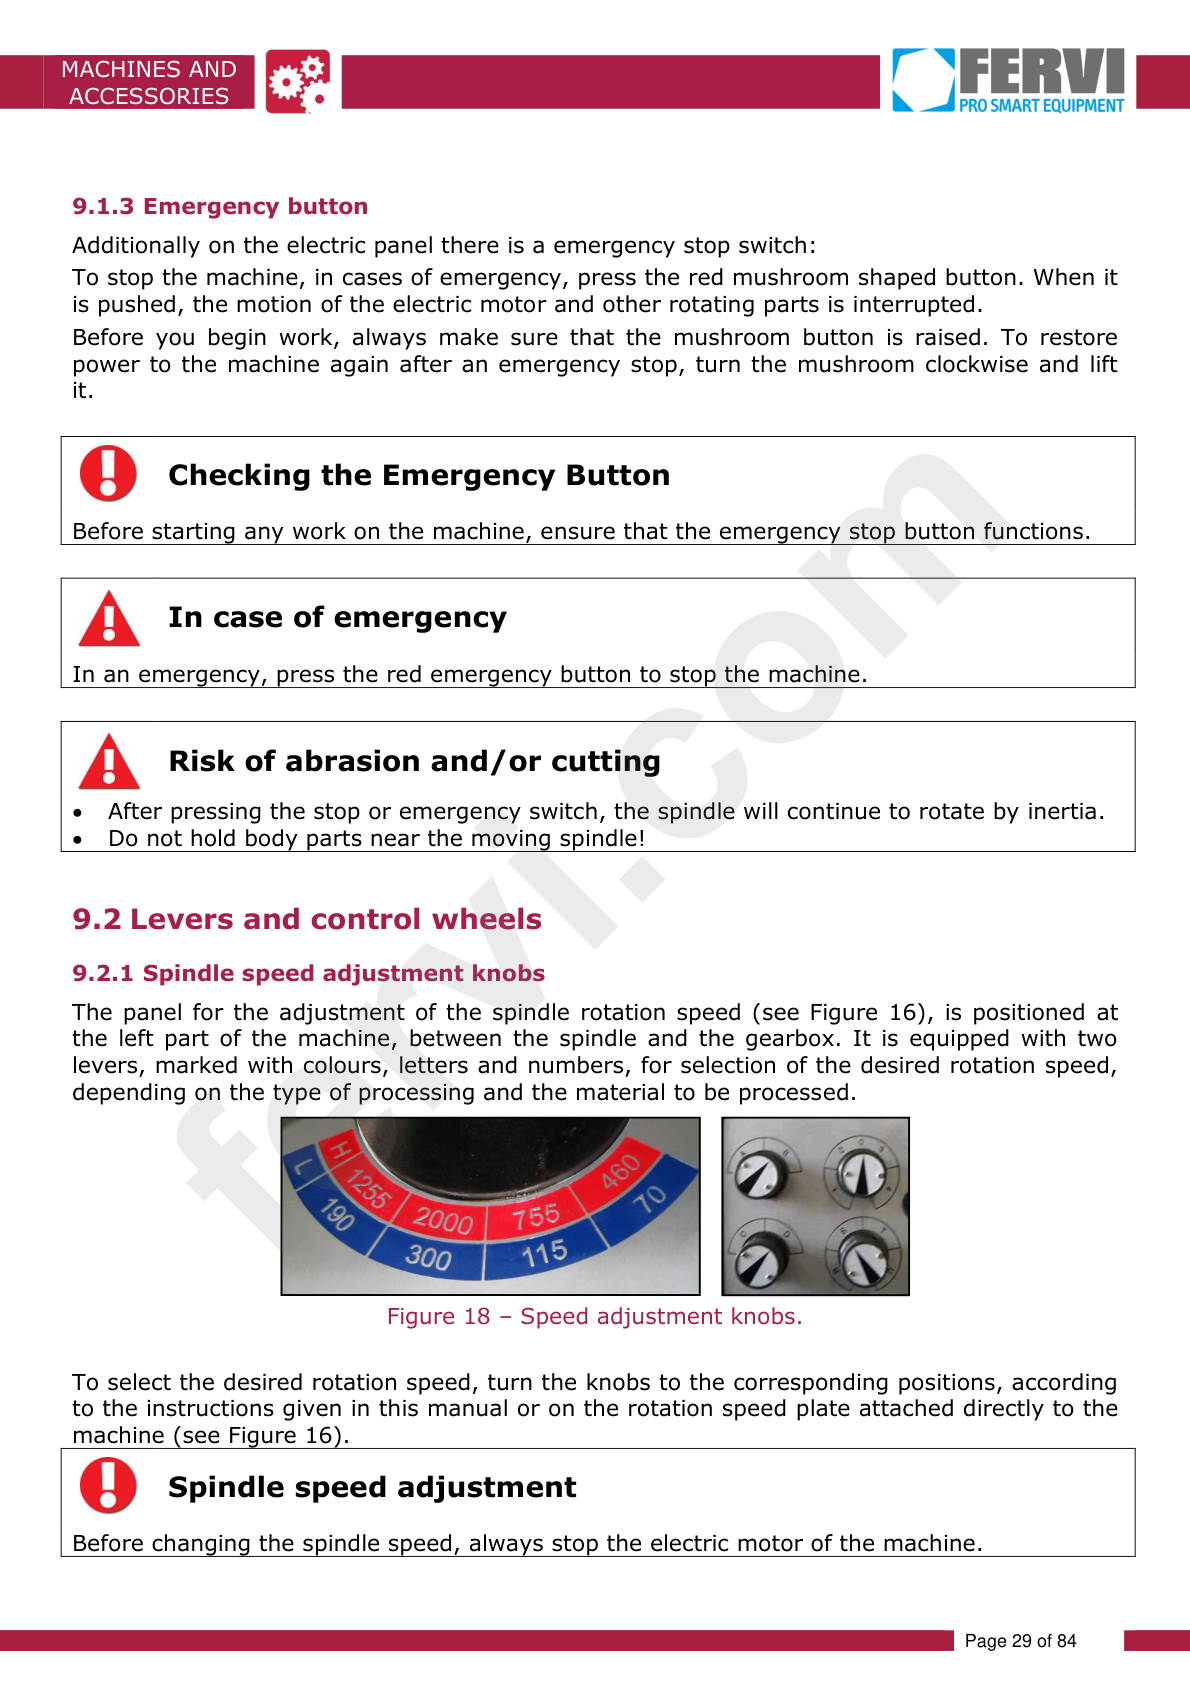 MACHINES AND
ACCESSORIES
FERVI
PRO SMART EQUIPMENT
9.1.3 Emergency button
Additionally on the electric panel there is a emergency stop switch:
To stop the machine, in cases of emergency, press the red mushroom shaped button. When it
is pushed, the motion of the electric motor and other rotating parts is interrupted.
Before you begin work, always make sure that the mushroom button is raised. To restore
power to the machine again after an emergency stop, turn the mushroom clockwise and lift
it.
Checking the Emergency Button
Before starting any work on the machine, ensure that the emergency stop button functions.
In case of emergency
In an emergency, press the red emergency button to stop the machine.
Risk of abrasion and/or cutting
• After pressing the stop or emergency switch, the spindle will continue to rotate by inertia.
• Do not hold body parts near the moving spindle!
fervi.com
9.2 Levers and control wheels
9.2.1 Spindle speed adjustment knobs
The panel for the adjustment of the spindle rotation speed (see Figure 16), is positioned at
the left part of the machine, between the spindle and the gearbox. It is equipped with two
levers, marked with colours, letters and numbers, for selection of the desired rotation speed,
depending on the type of processing and the material to be processed.
H 1255 2000 755 460
L 190 300 115 70
Figure 18 – Speed adjustment knobs.
To select the desired rotation speed, turn the knobs to the corresponding positions, according
to the instructions given in this manual or on the rotation speed plate attached directly to the
machine (see Figure 16).
Spindle speed adjustment
Before changing the spindle speed, always stop the electric motor of the machine.
Page 29 of 84